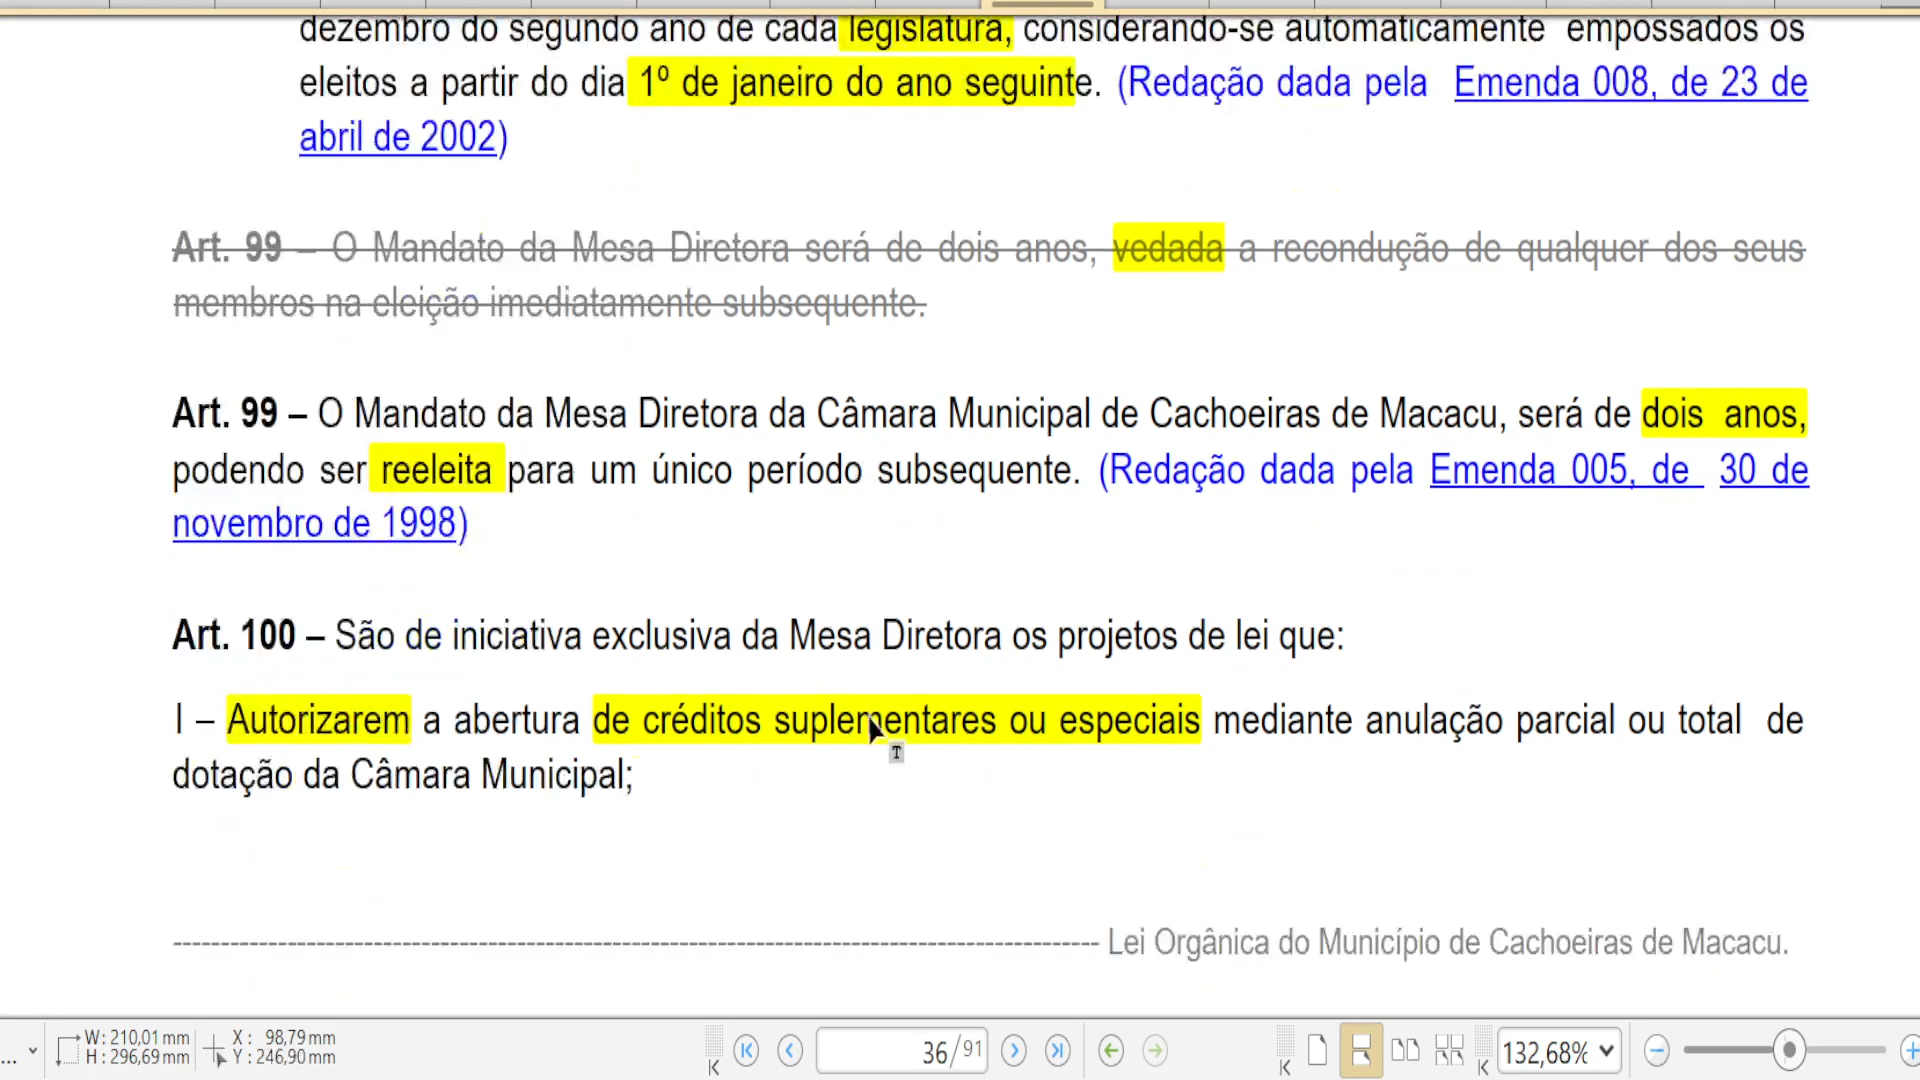 dezembro do segundo ano de cada legislatura, considerando-se automaticamente empossados os
eleitos a partir do dia 1º de janeiro do ano seguinte. (Redação dada pela Emenda 008, de 23 de
abril de 2002)
Art. 99 – O Mandato da Mesa Diretora será de dois anos, vedada a recondução de qualquer dos seus
membros na eleição imediatamente subsequente.
Art. 99 – O Mandato da Mesa Diretora da Câmara Municipal de Cachoeiras de Macacu, será de dois anos,
podendo ser reeleita para um único período subsequente. (Redação dada pela Emenda 005, de 30 de
novembro de 1998)
Art. 100 – São de iniciativa exclusiva da Mesa Diretora os projetos de lei que:
I – Autorizarem a abertura de créditos suplementares ou especiais mediante anulação parcial ou total de
dotação da Câmara Municipal;
---------------------------------------------------------------------------------------------------- Lei Orgânica do Município de Cachoeiras de Macacu.
... W: 210,01 mm X : 98,79 mm 36/91 132,68%
H : 296,69 mm Y : 246,90 mm